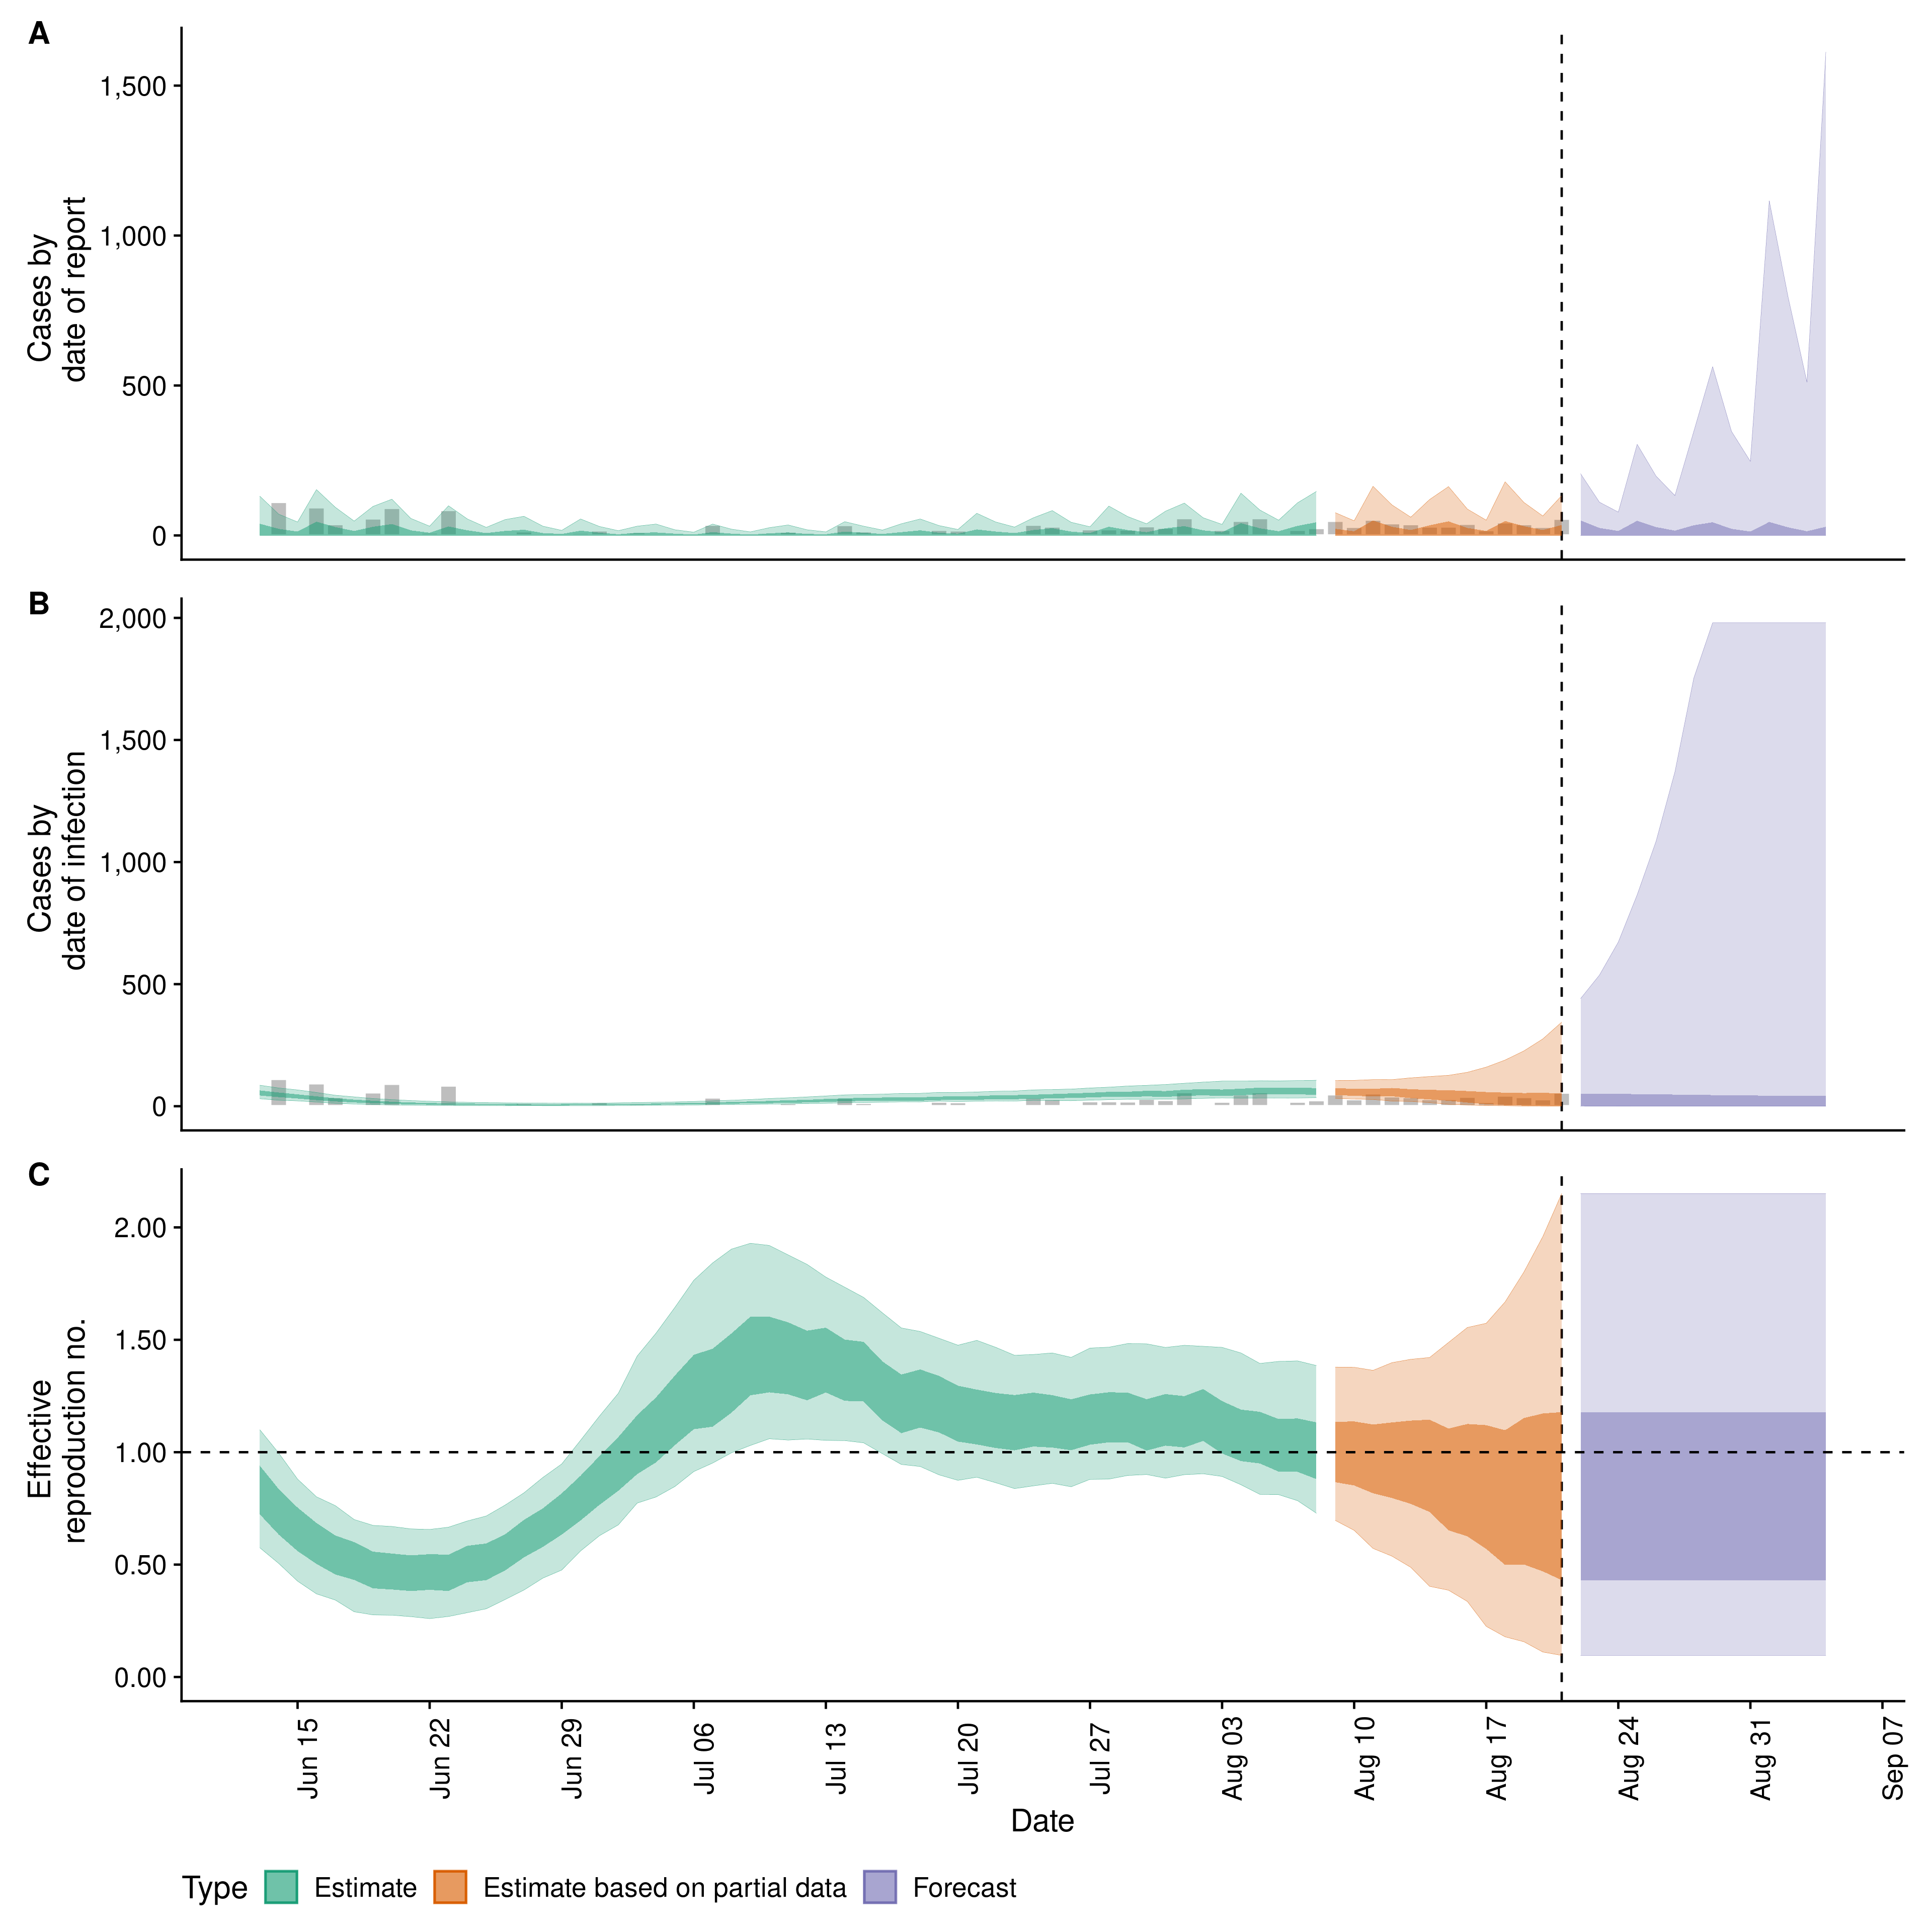 A
Cases by
date of report
1,500
1,000
500
0
B
Cases by
date of infection
2,000
1,500
1,000
500
0
C
Effective
reproduction no.
2.00
1.50
1.00
0.50
0.00
Jun 15
Jun 22
Jun 29
Jul 06
Jul 13
Jul 20
Jul 27
Aug 03
Aug 10
Aug 17
Aug 24
Aug 31
Sep 07
Date
Type Estimate Estimate based on partial data Forecast